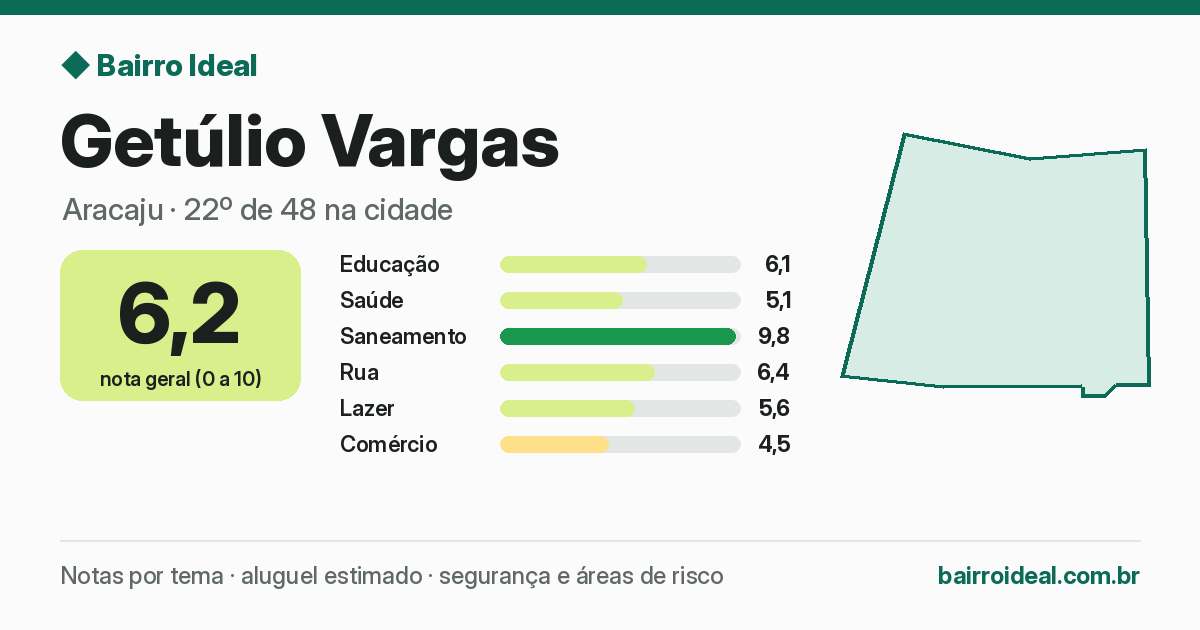 Bairro Ideal
Getúlio Vargas
Aracaju · 22º de 48 na cidade
6,2
nota geral (0 a 10)
Educação 6,1
Saúde 5,1
Saneamento 9,8
Rua 6,4
Lazer 5,6
Comércio 4,5
Notas por tema · aluguel estimado · segurança e áreas de risco
bairroideal.com.br